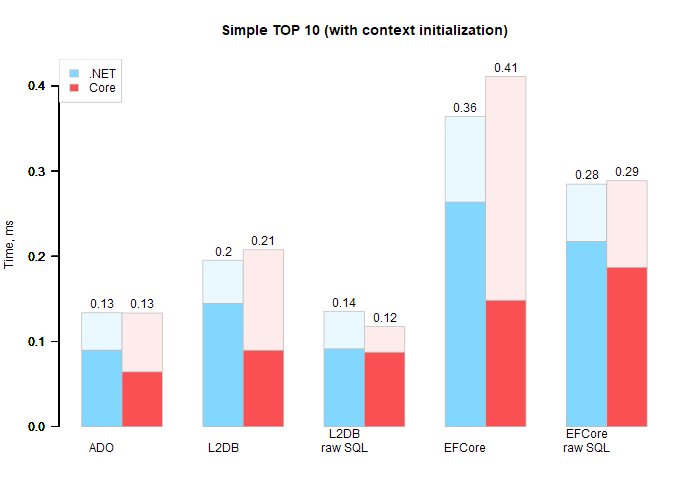 Simple TOP 10 (with context initialization)
.NET
Core
Time, ms
0.4
0.3
0.2
0.1
0.0
0.13
0.13
0.2
0.21
0.14
0.12
0.36
0.41
0.28
0.29
ADO
L2DB
L2DB
raw SQL
EFCore
EFCore
raw SQL